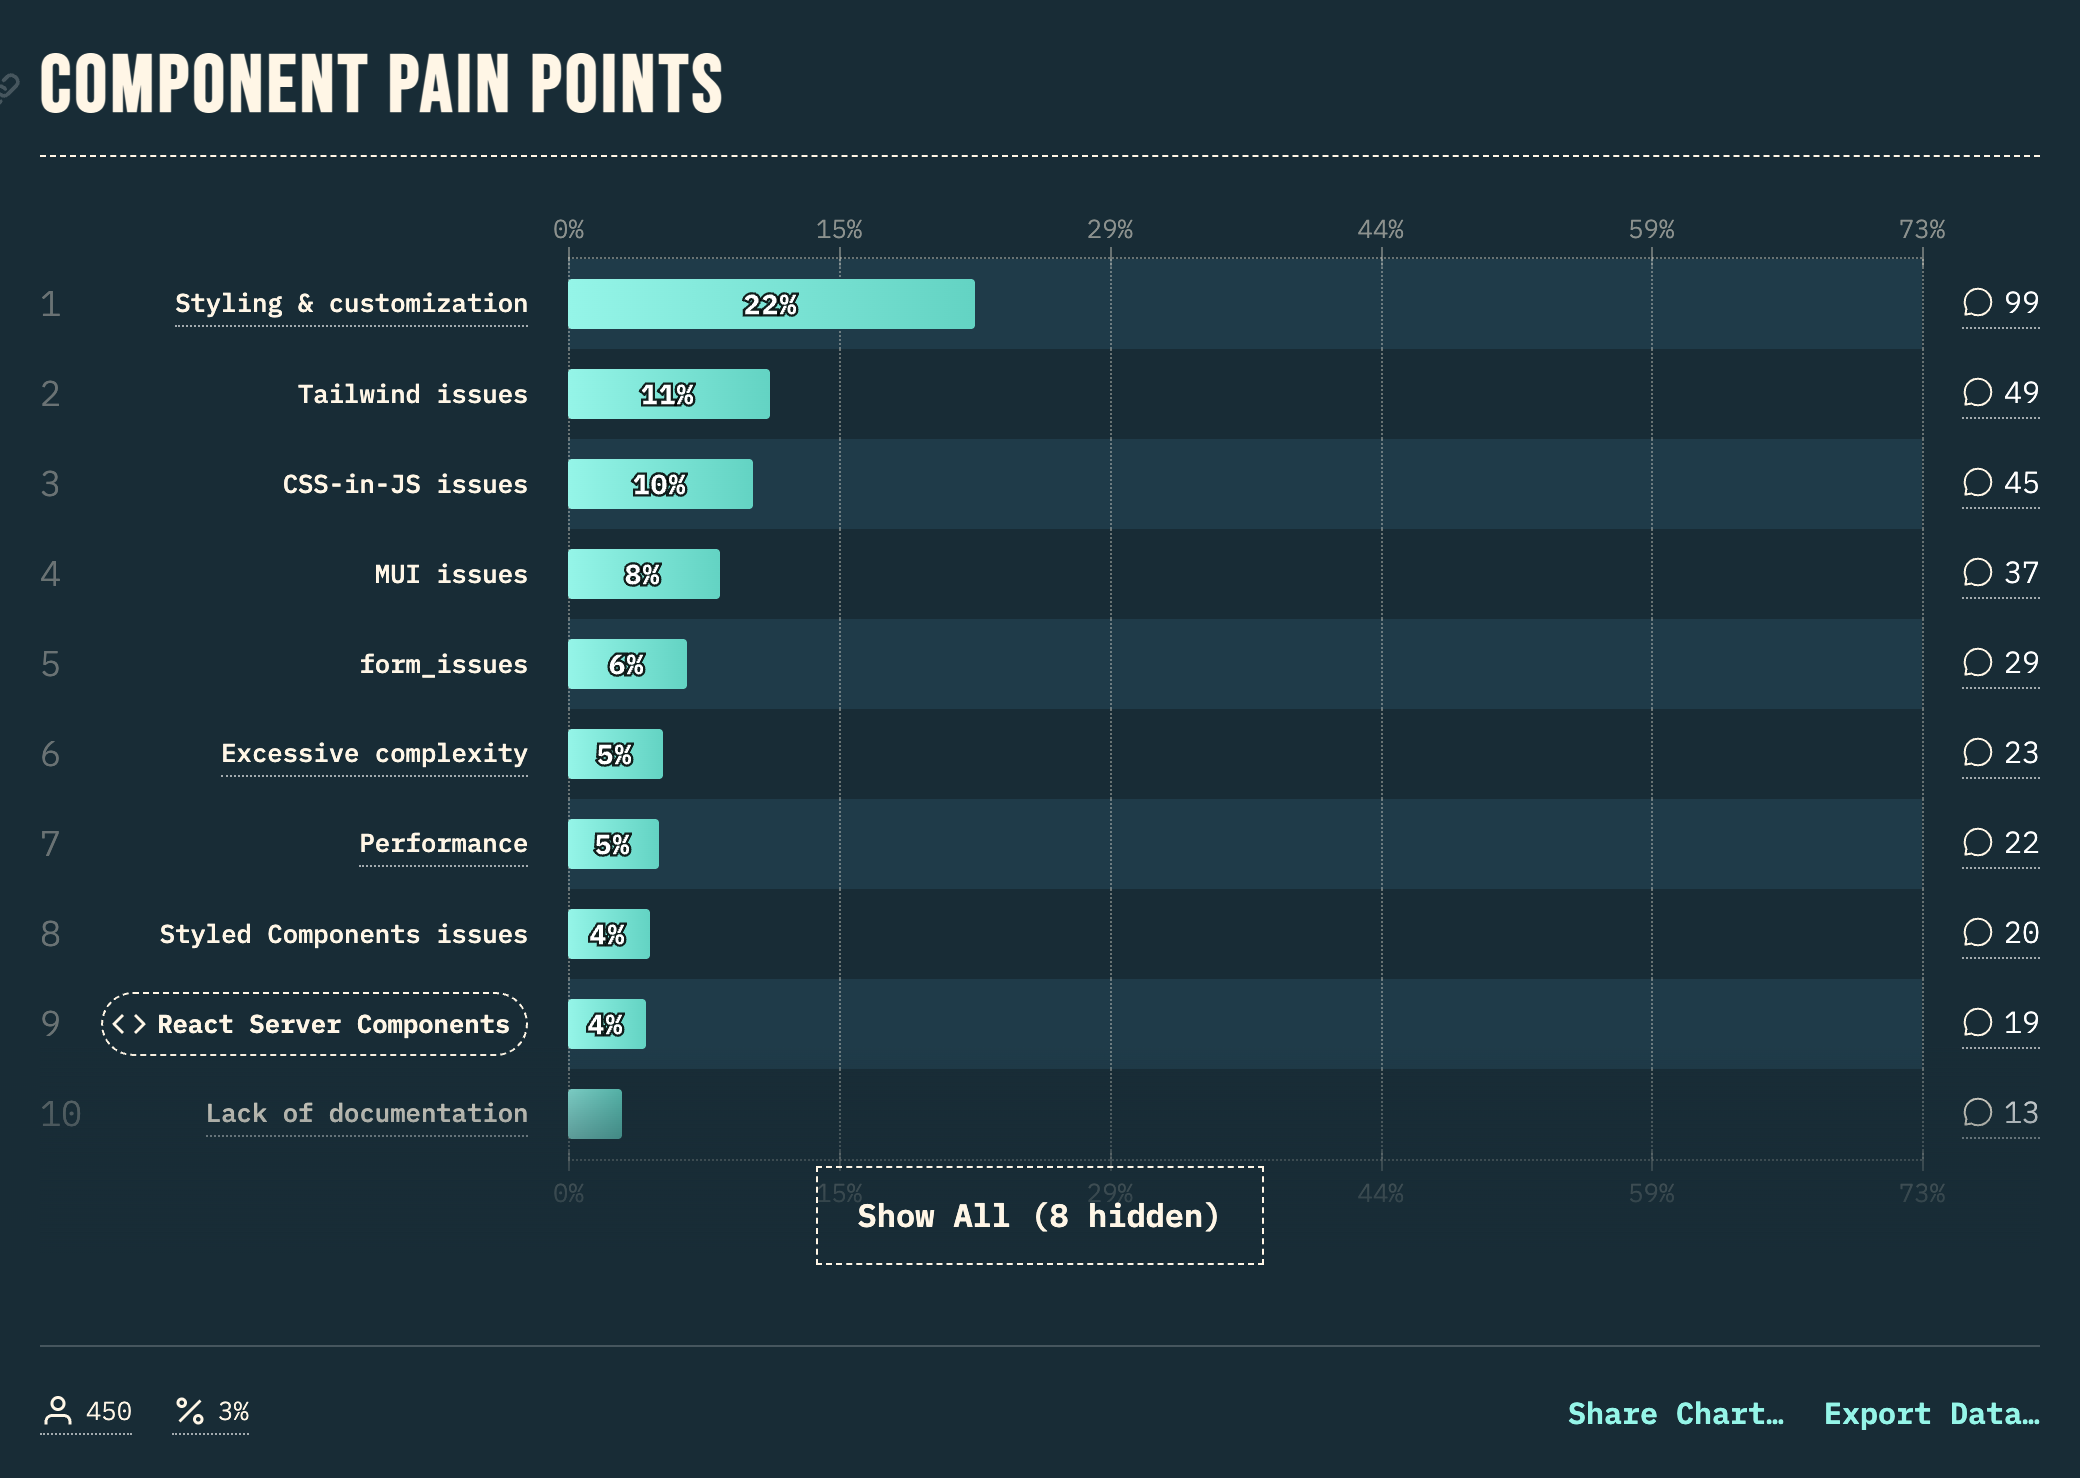 COMPONENT PAIN POINTS
0% 15% 29% 44% 59% 73%
1 Styling & customization 22% 99
2 Tailwind issues 11% 49
3 CSS-in-JS issues 10% 45
4 MUI issues 8% 37
5 form_issues 6% 29
6 Excessive complexity 5% 23
7 Performance 5% 22
8 Styled Components issues 4% 20
9 React Server Components 4% 19
10 Lack of documentation 13
0% 15% 29% 44% 59% 73%
Show All (8 hidden)
450 3% Share Chart… Export Data…